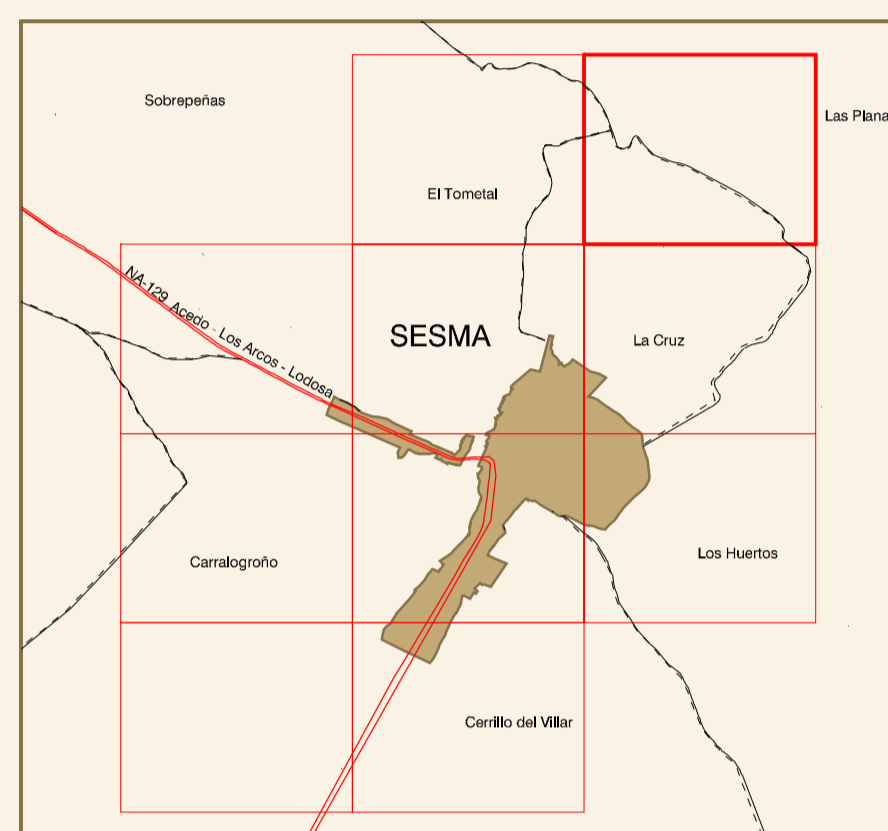 Sobrepeñas
Las Plana
El Tometal
NA-129 Acedo - Los Arcos - Lodosa
SESMA
La Cruz
Carralogroño
Los Huertos
Cerrillo del Villar